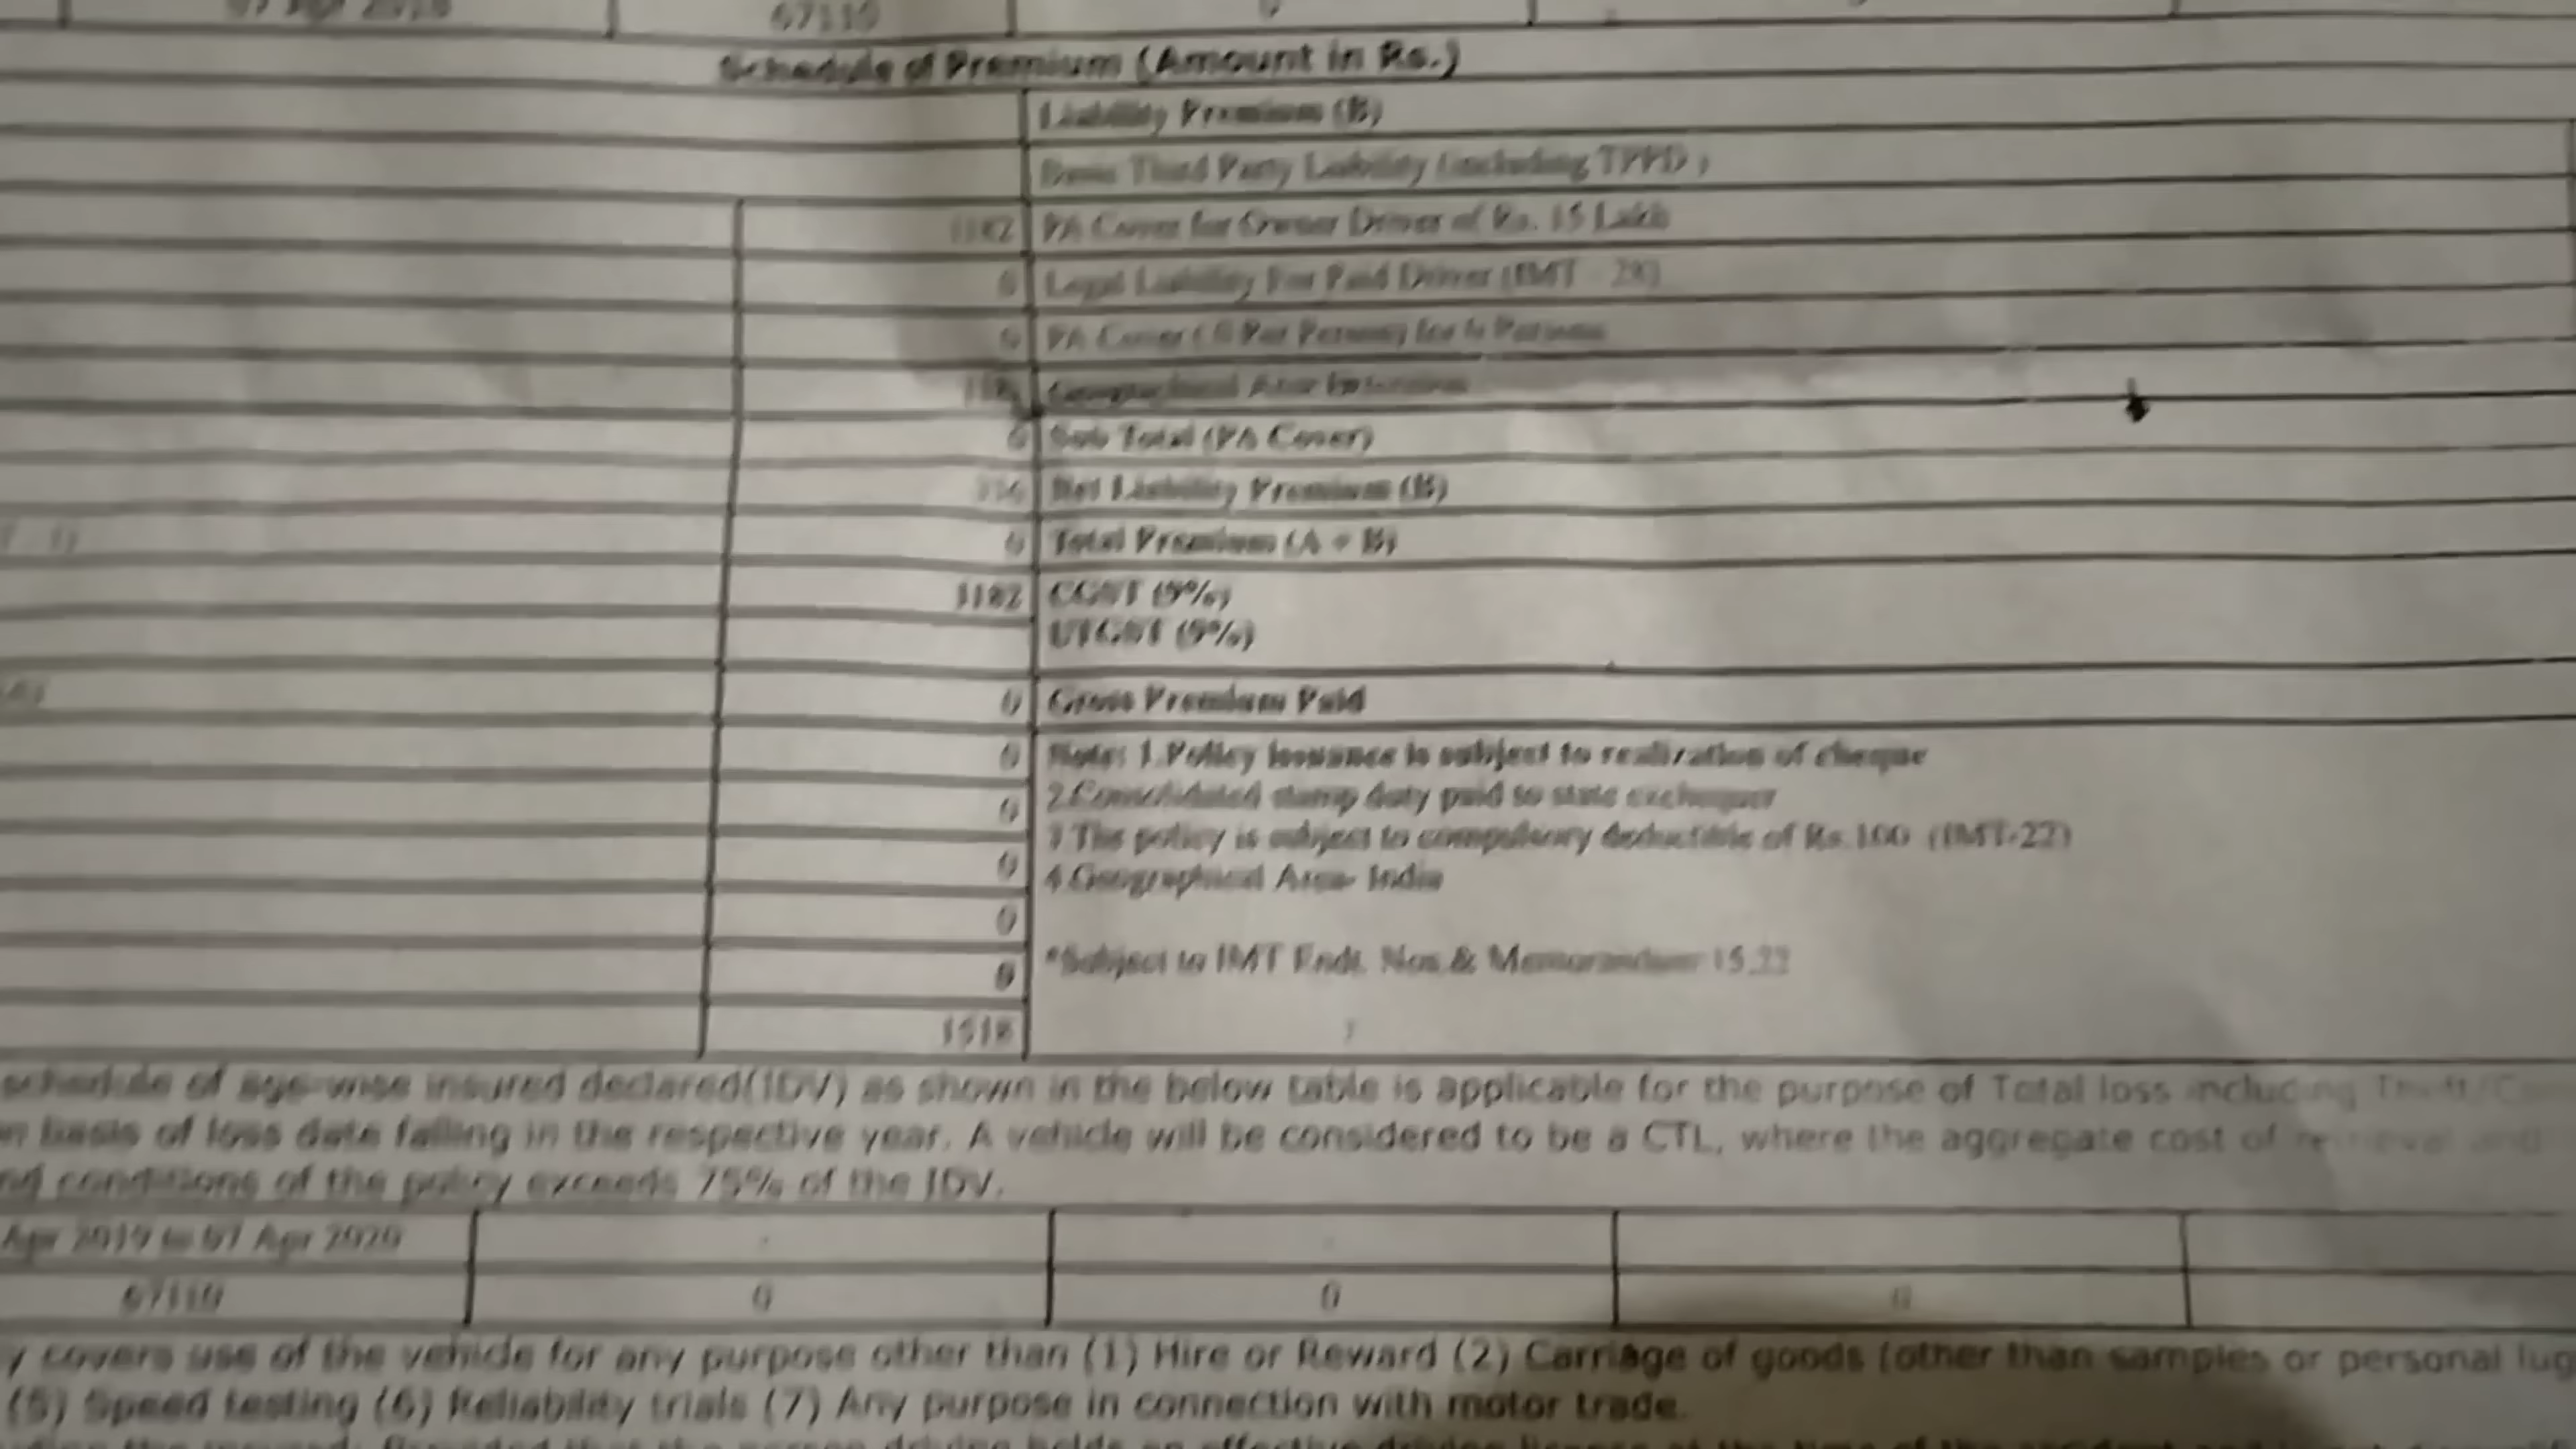 67110 0
Schedule of Premium (Amount in Rs.)
Liability Premium (B)
Basic Third Party Liability (including TPPD )
1182 PA Cover for Owner Driver of Rs. 15 Lakh
0 Legal Liability For Paid Driver (IMT - 28)
0 PA Cover ( Per Person) for Persons
Geographical Area Extension
0 Sub Total (PA Cover)
336 Net Liability Premium (B)
0 Total Premium (A + B)
1182 CGST (9%)
UTGST (9%)
0 Gross Premium Paid
0 Note: 1.Policy issuance is subject to realization of cheque
0 2.Consolidated stamp duty paid to state exchequer
3 The policy is subject to compulsory deductible of Rs.100 (IMT-22)
0 4.Geographical Area- India
0
0 *Subject to IMT Endt. Nos.& Memorandum 15,22
1518
schedule of age-wise insured declared(IDV) as shown in the below table is applicable for the purpose of Total loss including Theft/
basis of loss date falling in the respective year. A vehicle will be considered to be a CTL, where the aggregate cost of retrieval and
conditions of the policy exceeds 75% of the IDV.
Apr 2019 to 07 Apr 2020
67110 0 0 0
y covers use of the vehicle for any purpose other than (1) Hire or Reward (2) Carriage of goods (other than samples or personal lug
(5) Speed testing (6) Reliability trials (7) Any purpose in connection with motor trade.